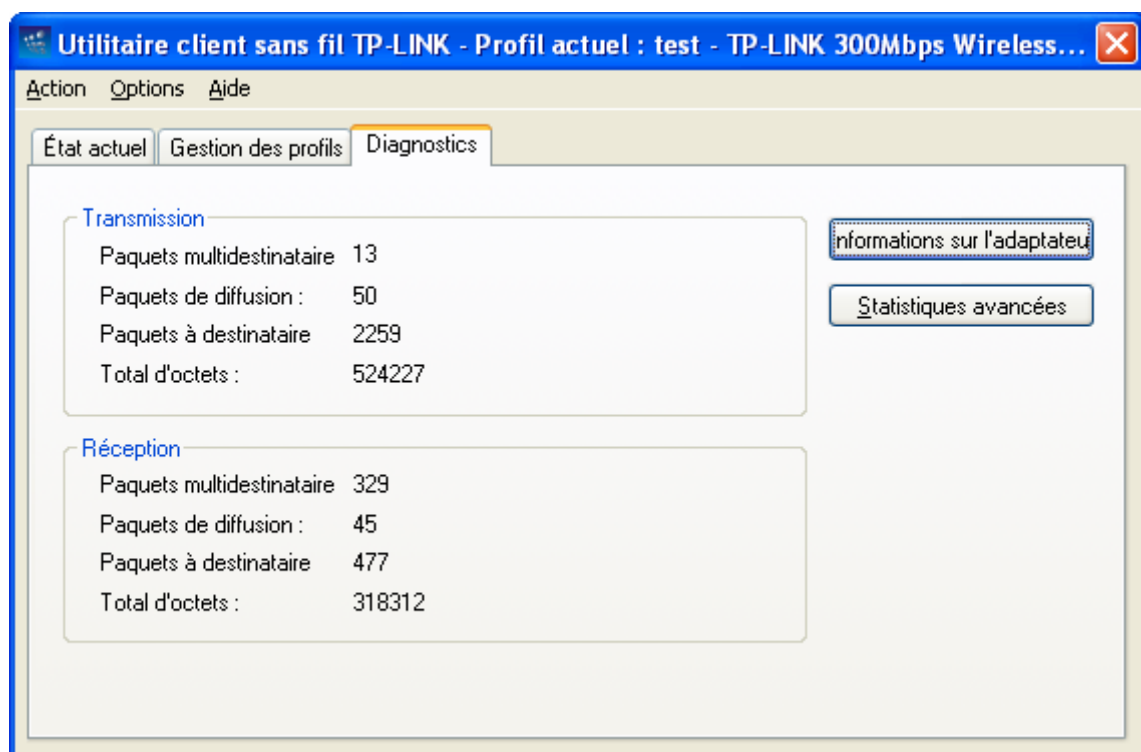 Utilitaire client sans fil TP-LINK - Profil actuel : test - TP-LINK 300Mbps Wireless...
Action Options Aide
État actuel Gestion des profils Diagnostics
Transmission
Paquets multidestinataire 13
Paquets de diffusion : 50
Paquets à destinataire 2259
Total d'octets : 524227
nformations sur l'adaptateu
Statistiques avancées
Réception
Paquets multidestinataire 329
Paquets de diffusion : 45
Paquets à destinataire 477
Total d'octets : 318312